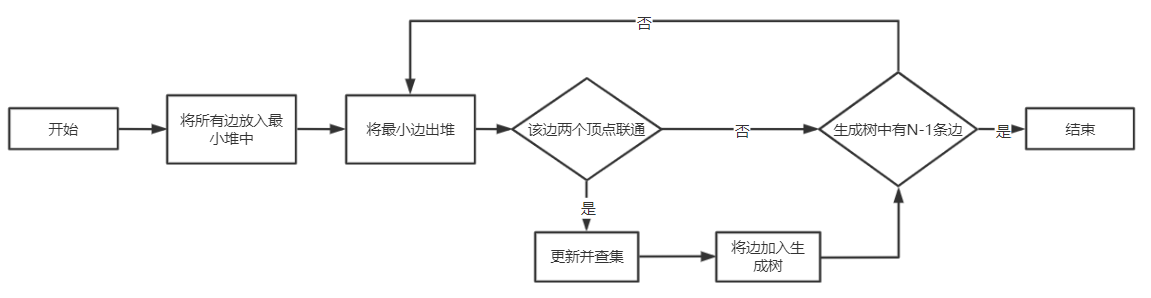 否
开始
将所有边放入最
小堆中
将最小边出堆
该边两个顶点联通
否
生成树中有N-1条边
是
结束
是
更新并查集
将边加入生
成树